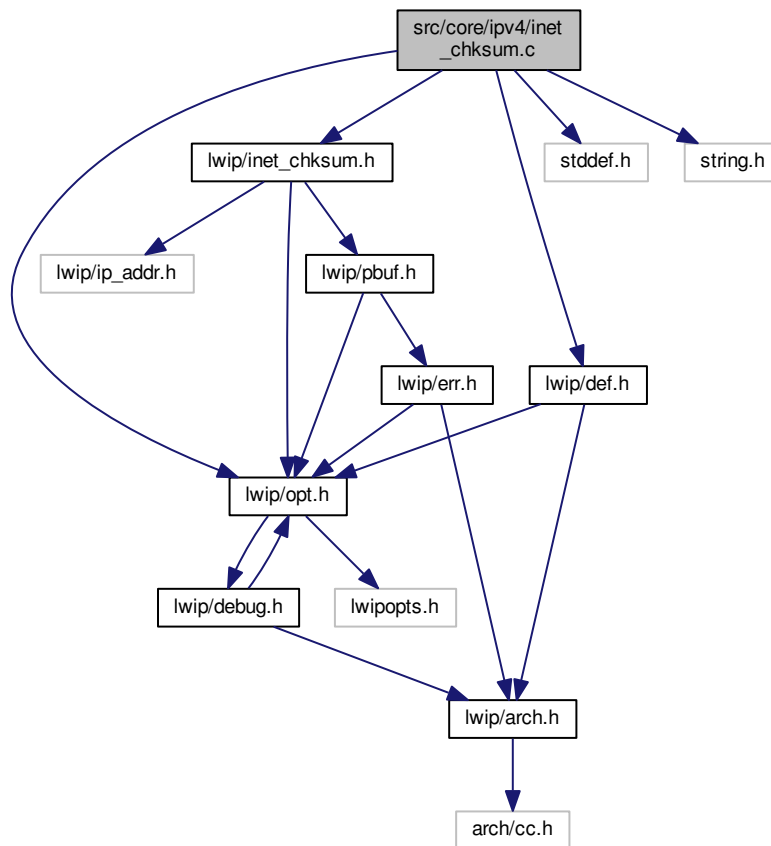 src/core/ipv4/inet
_chksum.c
lwip/inet_chksum.h
stddef.h
string.h
lwip/ip_addr.h
lwip/pbuf.h
lwip/err.h
lwip/def.h
lwip/opt.h
lwip/debug.h
lwipopts.h
lwip/arch.h
arch/cc.h